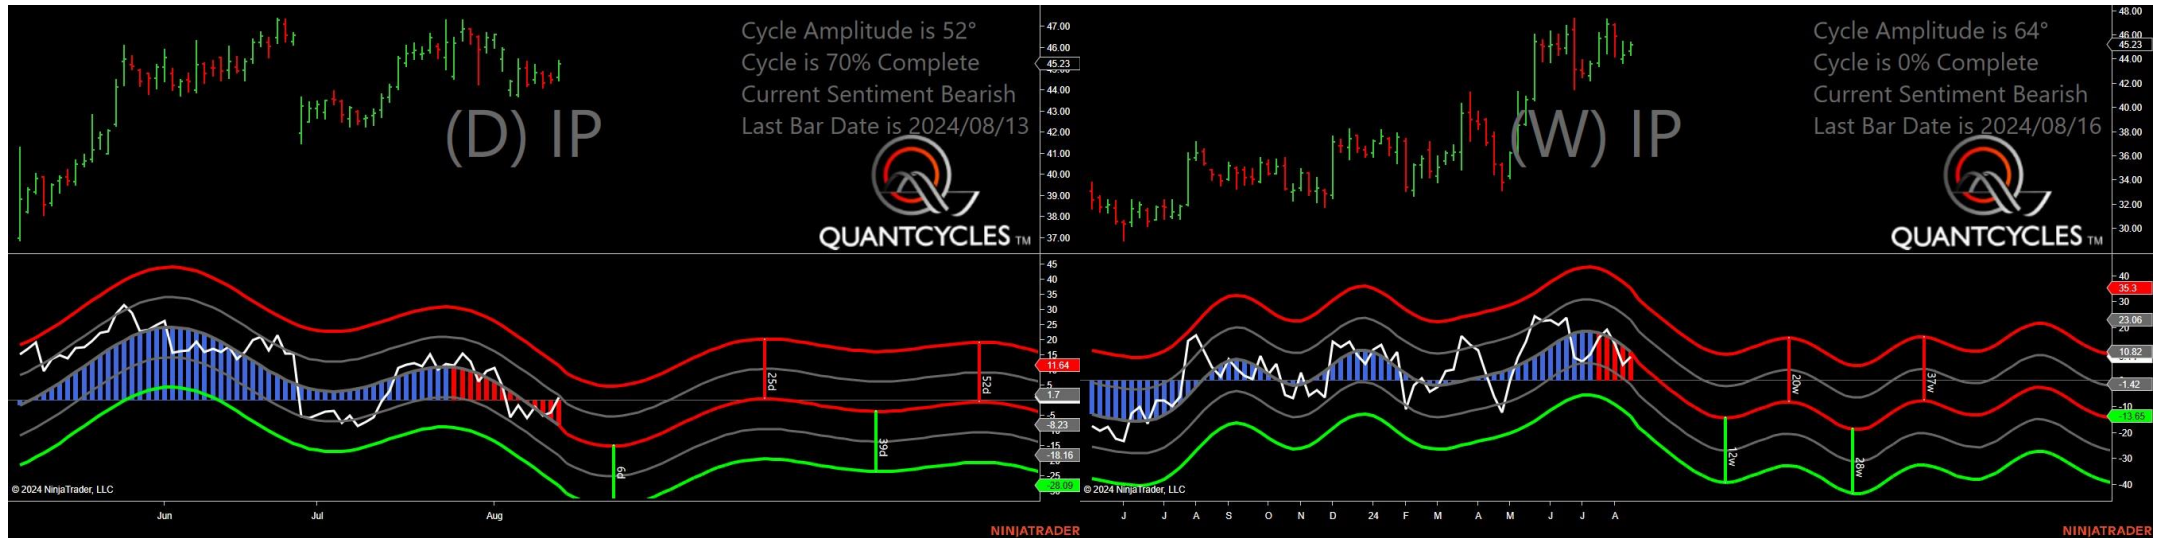 Cycle Amplitude is 52°
Cycle is 70% Complete
Current Sentiment Bearish
Last Bar Date is 2024/08/13
(D) IP
QUANTCYCLES TM
47.00
46.00
45.23
44.00
43.00
42.00
41.00
40.00
39.00
38.00
37.00
45
40
35
30
25
20
15
11.64
5
1.7
-5
-8.23
-15
-18.16
-25
-28.09
25d
52d
39d
6d
© 2024 NinjaTrader, LLC
Jun
Jul
Aug
NINJATRADER
Cycle Amplitude is 64°
Cycle is 0% Complete
Current Sentiment Bearish
Last Bar Date is 2024/08/16
(W) IP
QUANTCYCLES TM
48.00
46.00
45.23
44.00
42.00
40.00
38.00
36.00
34.00
32.00
30.00
40
35.3
30
23.06
20
10.82
-1.42
-10
-13.65
-20
-30
-40
20w
37w
12w
28w
© 2024 NinjaTrader, LLC
J
J
A
S
O
N
D
24
F
M
A
M
J
J
A
NINJATRADER